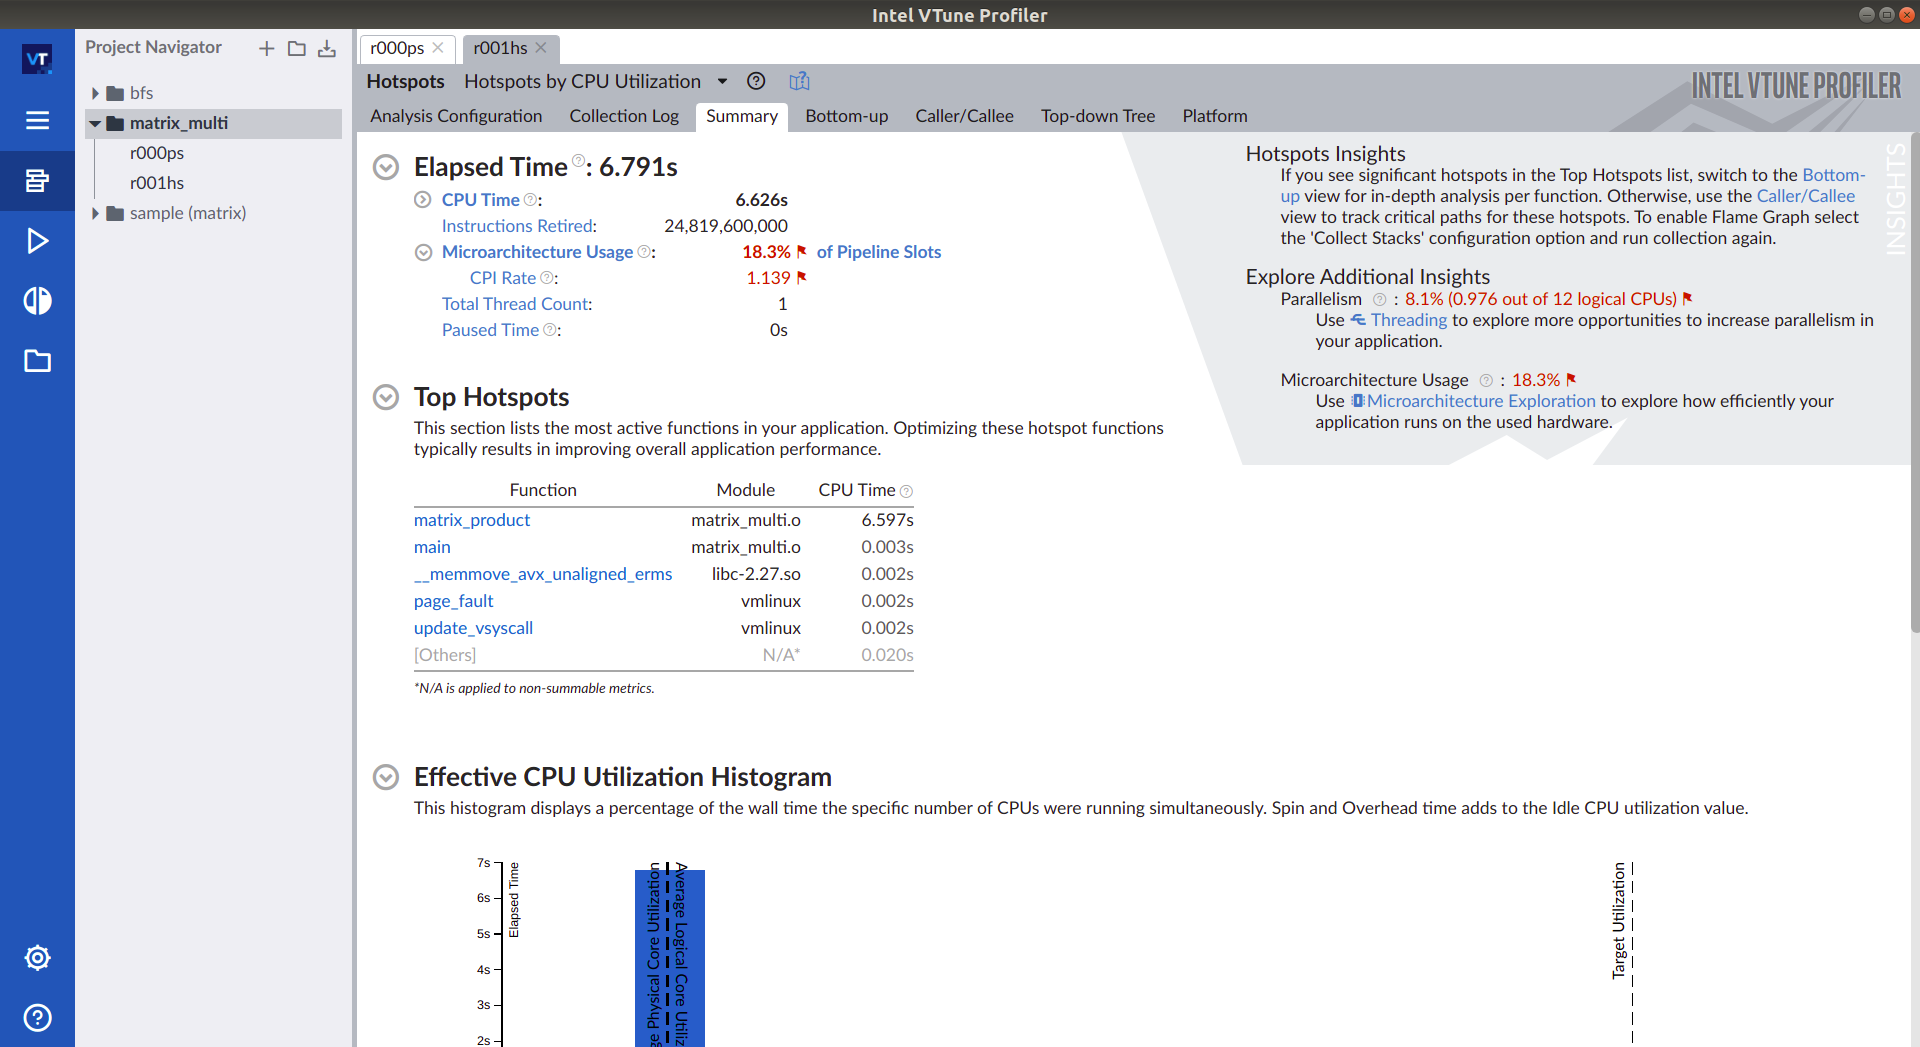 Intel VTune Profiler
VT
Project Navigator
bfs
matrix_multi
r000ps
r001hs
sample (matrix)
r000ps
r001hs
Hotspots Hotspots by CPU Utilization
INTEL VTUNE PROFILER
Analysis Configuration Collection Log Summary Bottom-up Caller/Callee Top-down Tree Platform
Elapsed Time ? : 6.791s
CPU Time ? : 6.626s
Instructions Retired: 24,819,600,000
Microarchitecture Usage ? : 18.3% of Pipeline Slots
CPI Rate ? : 1.139
Total Thread Count: 1
Paused Time ? : 0s
INSIGHTS
Hotspots Insights
If you see significant hotspots in the Top Hotspots list, switch to the Bottom-
up view for in-depth analysis per function. Otherwise, use the Caller/Callee
view to track critical paths for these hotspots. To enable Flame Graph select
the 'Collect Stacks' configuration option and run collection again.
Explore Additional Insights
Parallelism ? : 8.1% (0.976 out of 12 logical CPUs)
Use Threading to explore more opportunities to increase parallelism in
your application.
Microarchitecture Usage ? : 18.3%
Use Microarchitecture Exploration to explore how efficiently your
application runs on the used hardware.
Top Hotspots
This section lists the most active functions in your application. Optimizing these hotspot functions
typically results in improving overall application performance.
Function Module CPU Time ?
matrix_product matrix_multi.o 6.597s
main matrix_multi.o 0.003s
__memmove_avx_unaligned_erms libc-2.27.so 0.002s
page_fault vmlinux 0.002s
update_vsyscall vmlinux 0.002s
[Others] N/A* 0.020s
*N/A is applied to non-summable metrics.
Effective CPU Utilization Histogram
This histogram displays a percentage of the wall time the specific number of CPUs were running simultaneously. Spin and Overhead time adds to the Idle CPU utilization value.
7s
6s
5s
4s
3s
2s
Elapsed Time
ge Physical Core Utilization
Average Logical Core Utiliz
Target Utilization